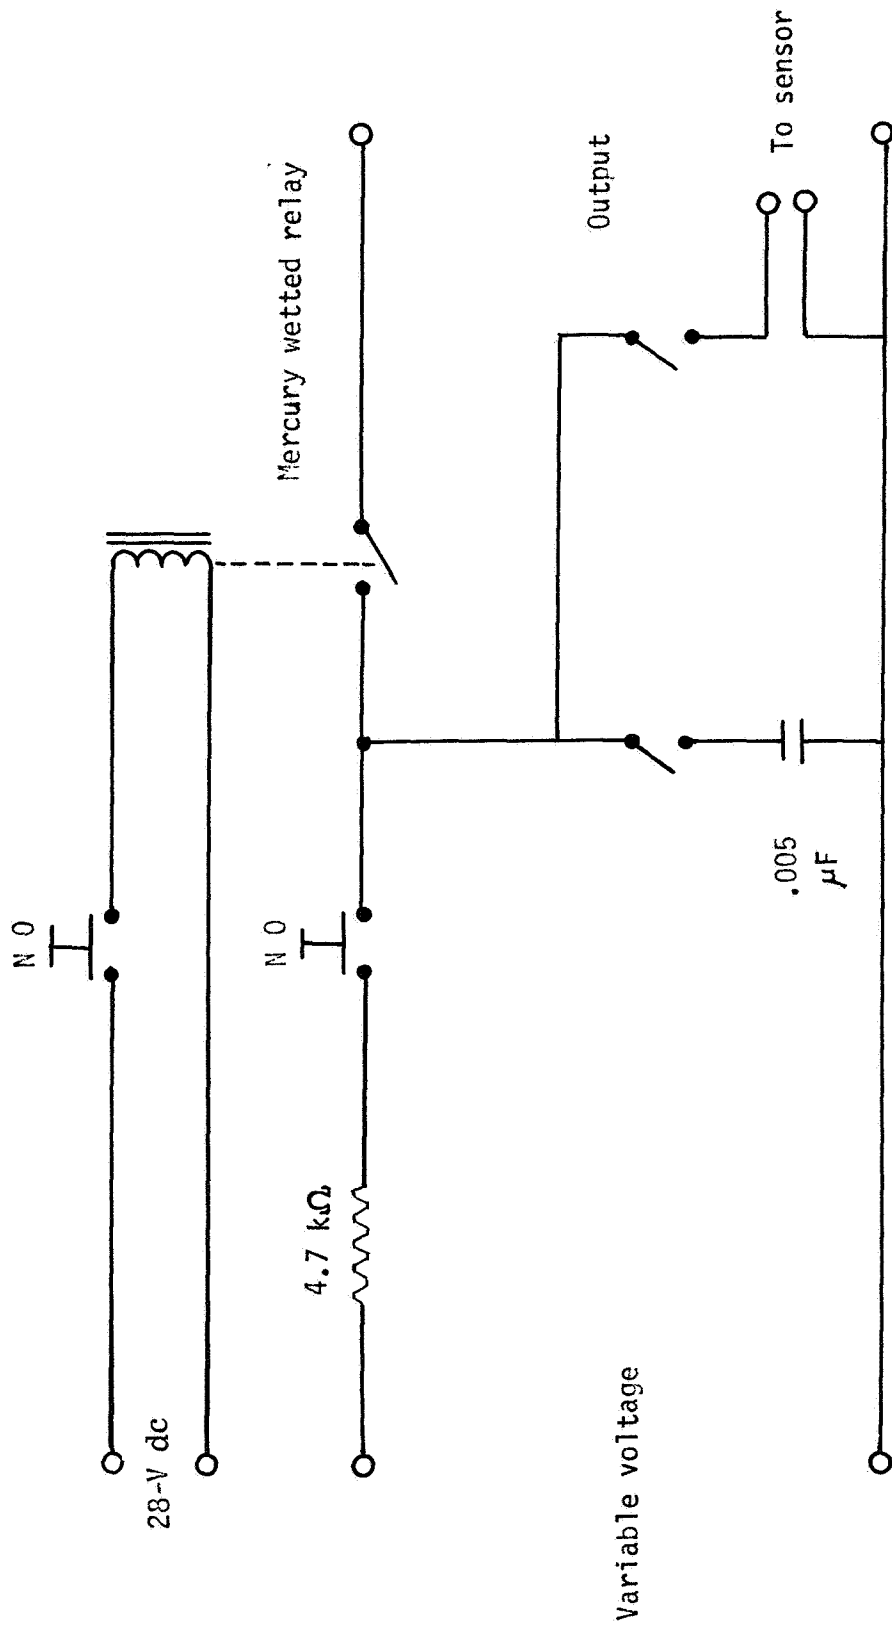 N O
28-V dc
Mercury wetted relay
N O
4.7 kΩ
Output
To sensor
.005
μF
Variable voltage